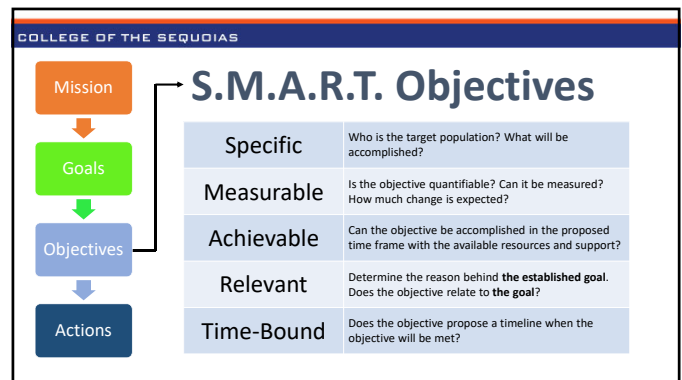 COLLEGE OF THE SEQUOIAS
Mission
Goals
Objectives
Actions
S.M.A.R.T. Objectives
Specific
Who is the target population? What will be
accomplished?
Measurable
Is the objective quantifiable? Can it be measured?
How much change is expected?
Achievable
Can the objective be accomplished in the proposed
time frame with the available resources and support?
Relevant
Determine the reason behind the established goal.
Does the objective relate to the goal?
Time-Bound
Does the objective propose a timeline when the
objective will be met?